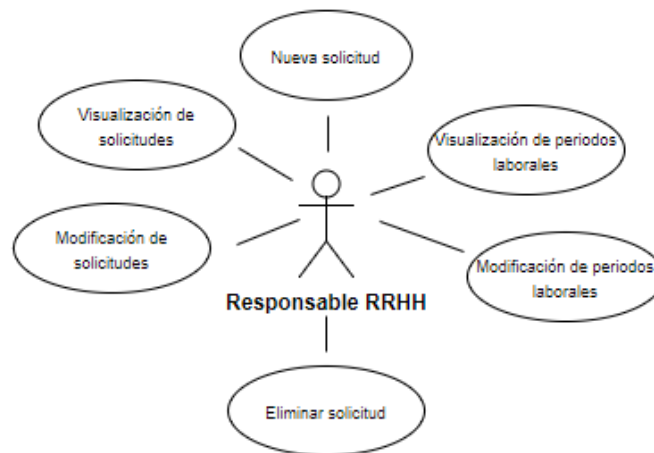 Nueva solicitud
Visualización de
solicitudes
Visualización de periodos
laborales
Modificación de
solicitudes
Modificación de periodos
laborales
Responsable RRHH
Eliminar solicitud